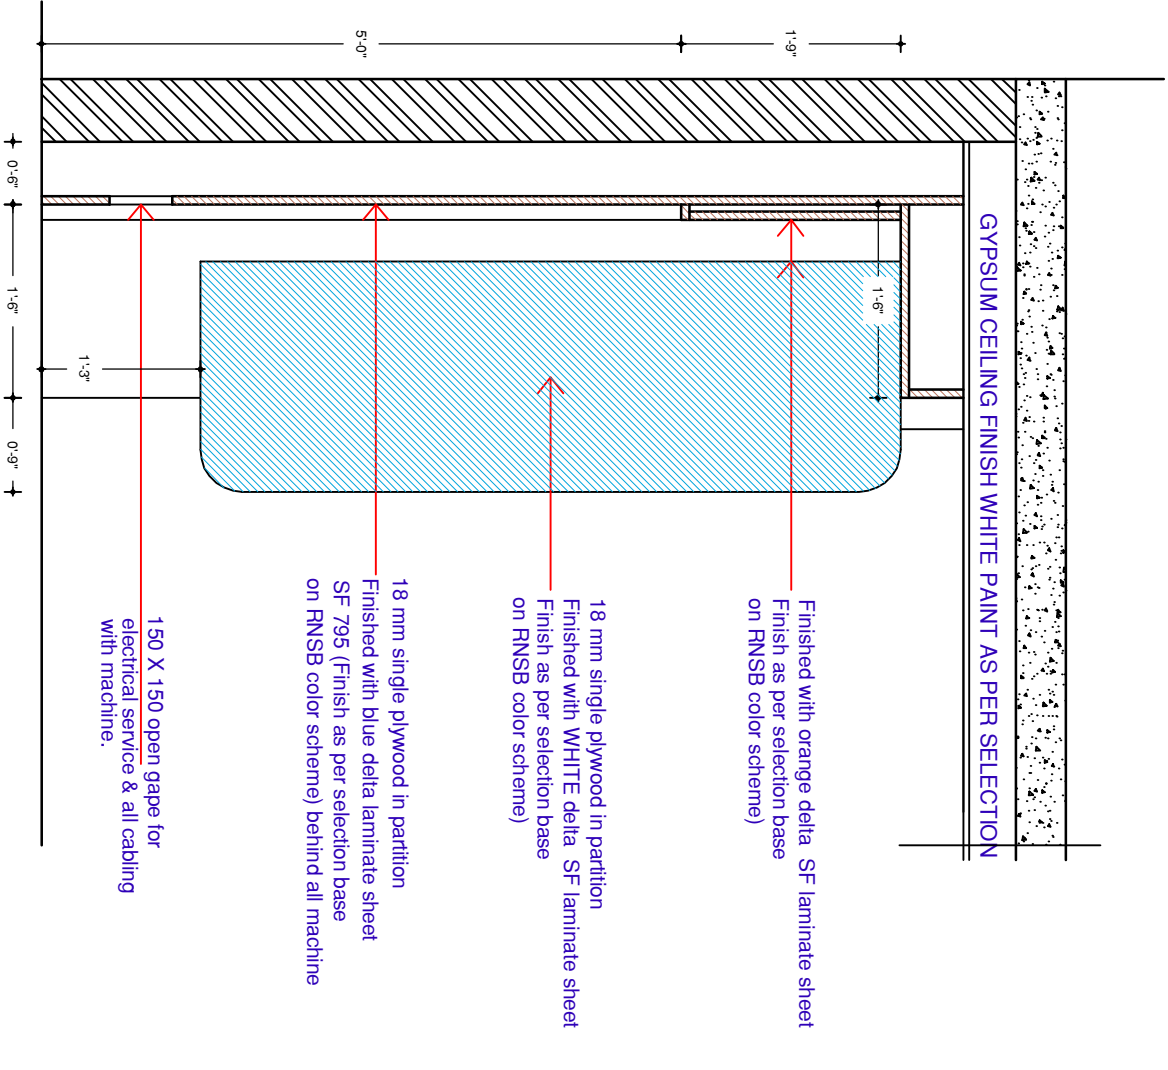 GYPSUM CEILING FINISH WHITE PAINT AS PER SELECTION
1'-9"
5'-0"
1'-6"
Finished with orange delta SF laminate sheet
Finish as per selection base
on RNSB color scheme)
18 mm single plywood in partition
Finished with WHITE delta SF laminate sheet
Finish as per selection base
on RNSB color scheme)
18 mm single plywood in partition
Finished with blue delta laminate sheet
SF 795 (Finish as per selection base
on RNSB color scheme) behind all machine
150 X 150 open gape for
electrical service & all cabling
with machine.
1'-3"
0'-6"
1'-6"
0'-9"